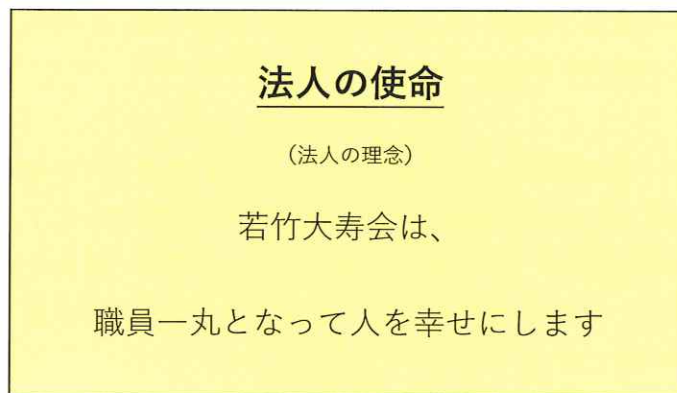 法人の使命
（法人の理念）
若竹大寿会は、
職員一丸となって人を幸せにします